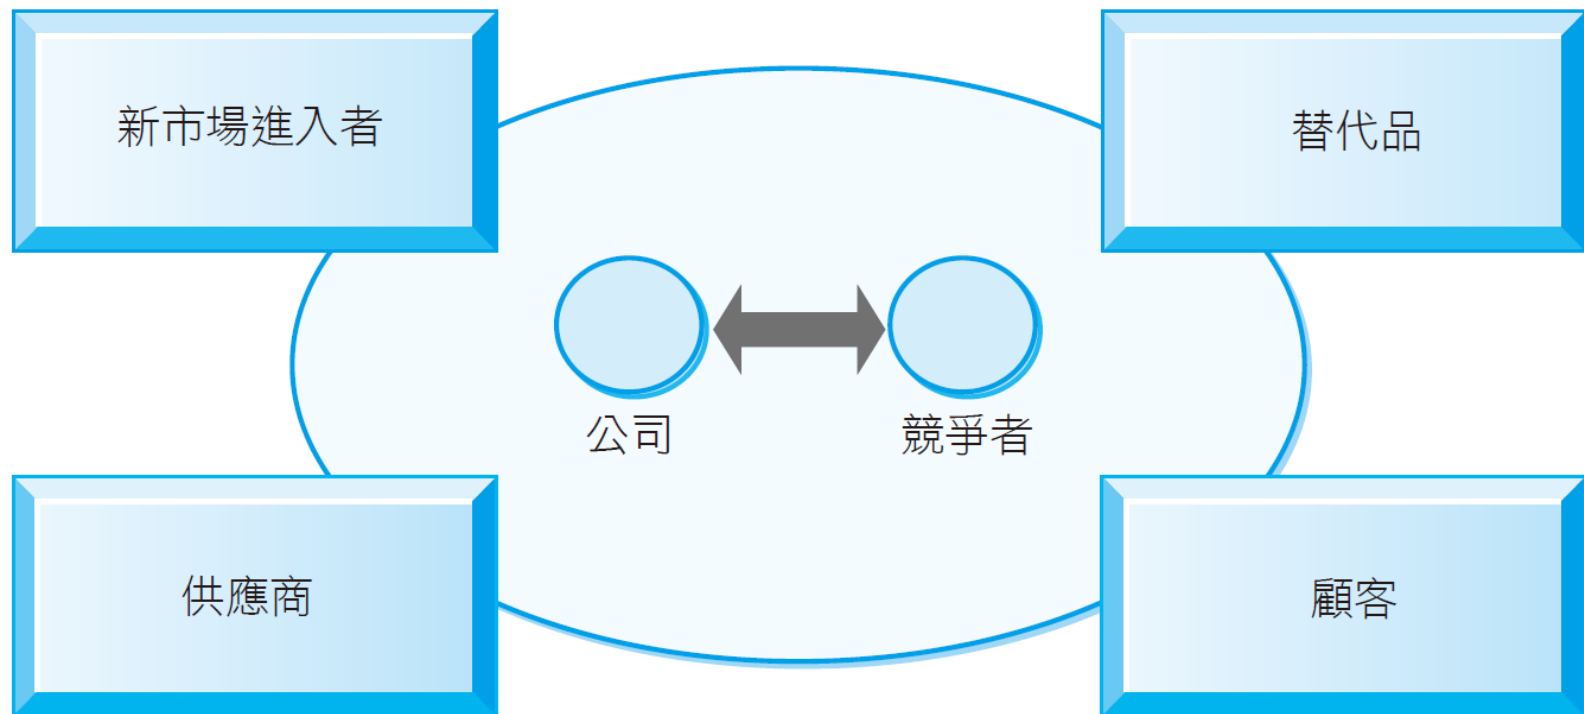 新市場進入者
替代品
公司
競爭者
供應商
顧客